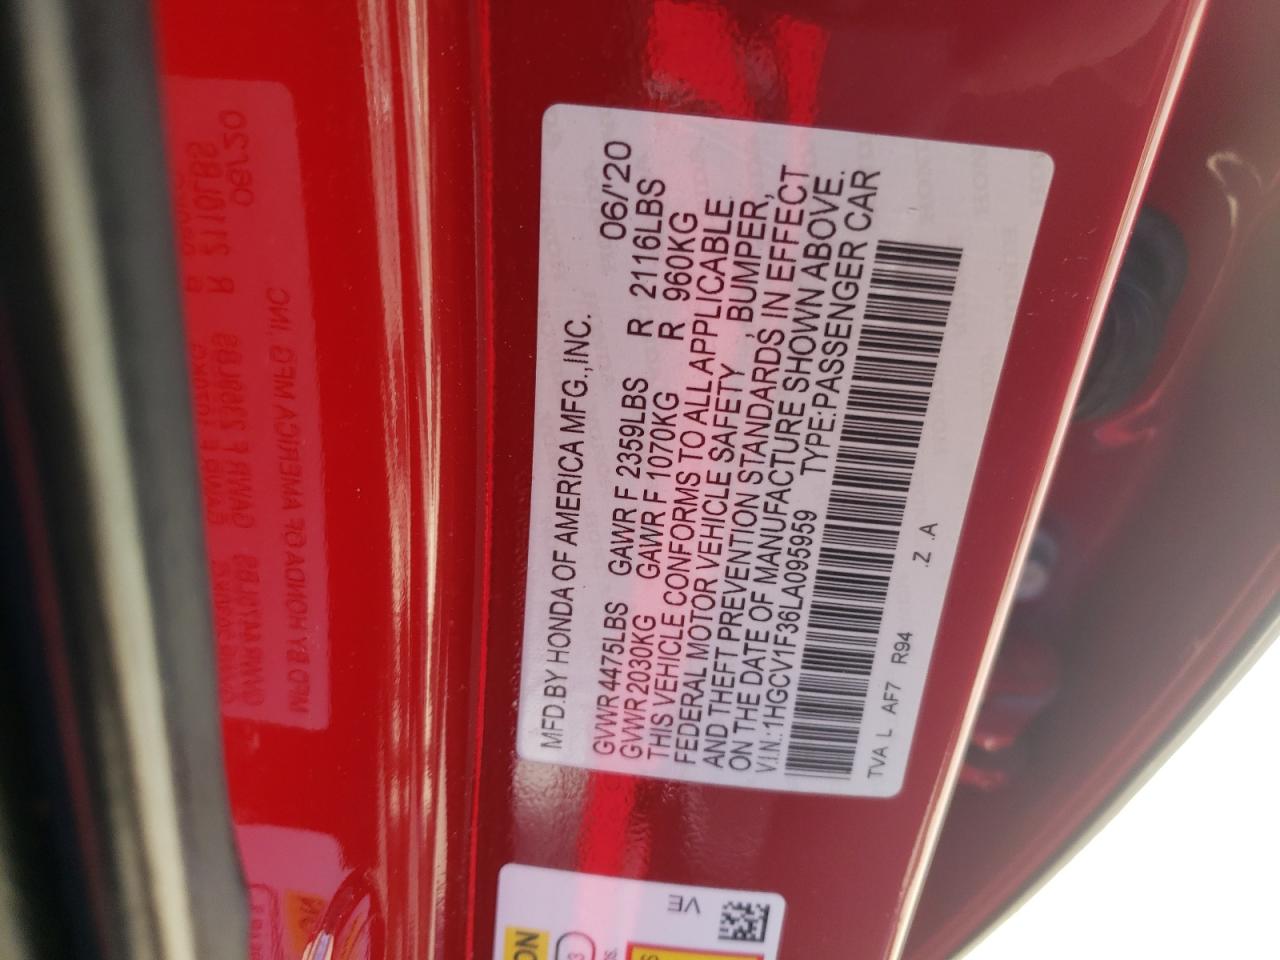 MFD.BY HONDA OF AMERICA MFG.,INC. 06/'20
GVWR 4475LBS GAWR F 2359LBS R 2116LBS
GVWR 2030KG GAWR F 1070KG R 960KG
THIS VEHICLE CONFORMS TO ALL APPLICABLE
FEDERAL MOTOR VEHICLE SAFETY , BUMPER,
AND THEFT PREVENTION STANDARDS IN EFFECT
ON THE DATE OF MANUFACTURE SHOWN ABOVE.
V.I.N.:1HGCV1F36LA095959 TYPE:PASSENGER CAR
TVA L AF7 R94 .Z .A
VE
ON
3